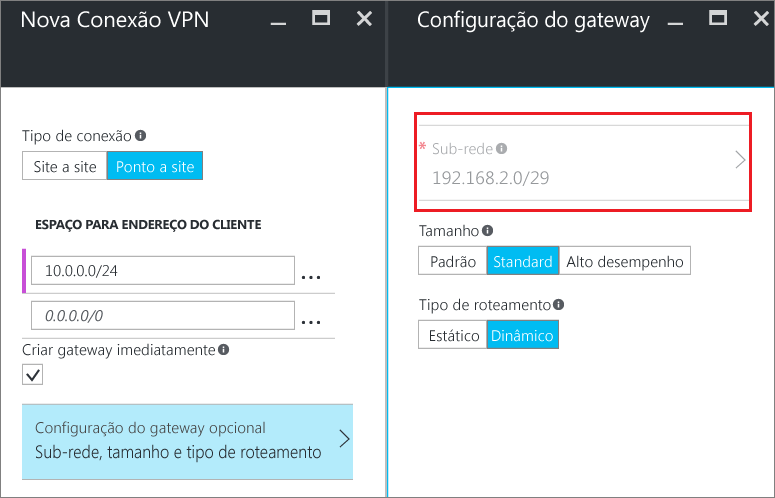 Nova Conexão VPN
Tipo de conexão
Site a site Ponto a site
ESPAÇO PARA ENDEREÇO DO CLIENTE
10.0.0.0/24 ...
0.0.0.0/0 ...
Criar gateway imediatamente
Configuração do gateway opcional
Sub-rede, tamanho e tipo de roteamento
Configuração do gateway
* Sub-rede
192.168.2.0/29
Tamanho
Padrão Standard Alto desempenho
Tipo de roteamento
Estático Dinâmico